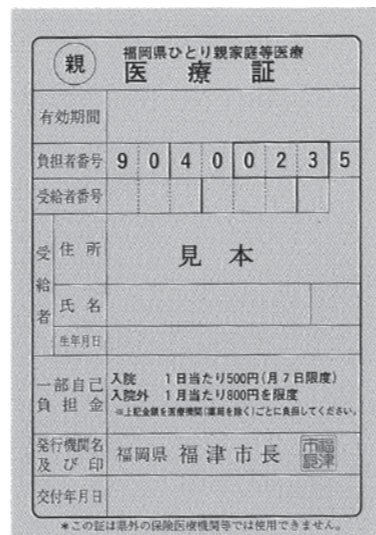 親
福岡県ひとり親家庭等医療
医療証
有効期間
負担者番号 9 0 4 0 0 0 2 3 5
受給者番号
受給者
住所
見本
氏名
生年月日
一部自己負担金
入院 1日当たり500円(月7日限度)
入院外 1月当たり800円を限度
※上記金額を医療機関(薬局を除く)ごとに負担してください。
発行機関名及び印
福岡県 福津市長
福津市長
交付年月日
*この証は県外の保険医療機関等では使用できません。